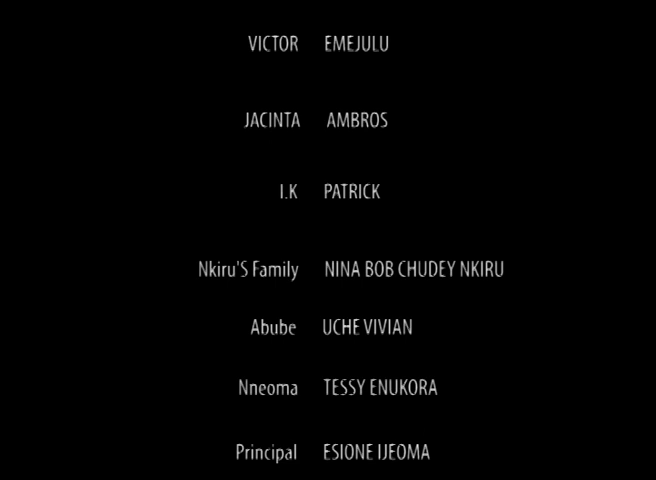 VICTOR EMEJULU
JACINTA AMBROS
I.K PATRICK
Nkiru'S Family NINA BOB CHUDEY NKIRU
Abube UCHE VIVIAN
Nneoma TESSY ENUKORA
Principal ESIONE IJEOMA